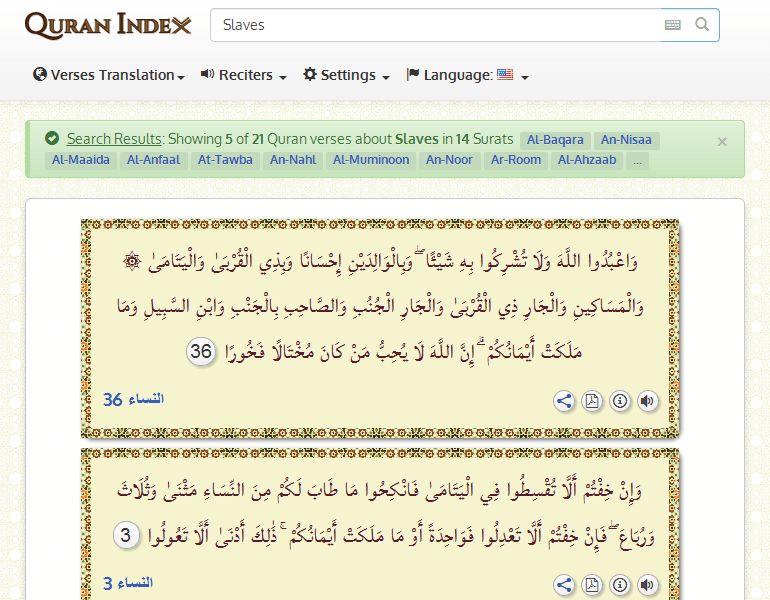 QURAN INDEX
Slaves
Verses Translation
Reciters
Settings
Language:
Search Results: Showing 5 of 21 Quran verses about Slaves in 14 Surats Al-Baqara An-Nisaa
Al-Maaida Al-Anfaal At-Tawba An-Nahl Al-Muminoon An-Noor Ar-Room Al-Ahzaab ...
×
۞ وَاعْبُدُوا اللَّهَ وَلَا تُشْرِكُوا بِهِ شَيْئًا ۖ وَبِالْوَالِدَيْنِ إِحْسَانًا وَبِذِي الْقُرْبَىٰ وَالْيَتَامَىٰ
وَالْمَسَاكِينِ وَالْجَارِ ذِي الْقُرْبَىٰ وَالْجَارِ الْجُنُبِ وَالصَّاحِبِ بِالْجَنْبِ وَابْنِ السَّبِيلِ وَمَا
مَلَكَتْ أَيْمَانُكُمْ ۗ إِنَّ اللَّهَ لَا يُحِبُّ مَنْ كَانَ مُخْتَالًا فَخُورًا 36
النساء 36
وَإِنْ خِفْتُمْ أَلَّا تُقْسِطُوا فِي الْيَتَامَىٰ فَانْكِحُوا مَا طَابَ لَكُمْ مِنَ النِّسَاءِ مَثْنَىٰ وَثُلَاثَ
وَرُبَاعَ ۖ فَإِنْ خِفْتُمْ أَلَّا تَعْدِلُوا فَوَاحِدَةً أَوْ مَا مَلَكَتْ أَيْمَانُكُمْ ۚ ذَٰلِكَ أَدْنَىٰ أَلَّا تَعُولُوا 3
النساء 3